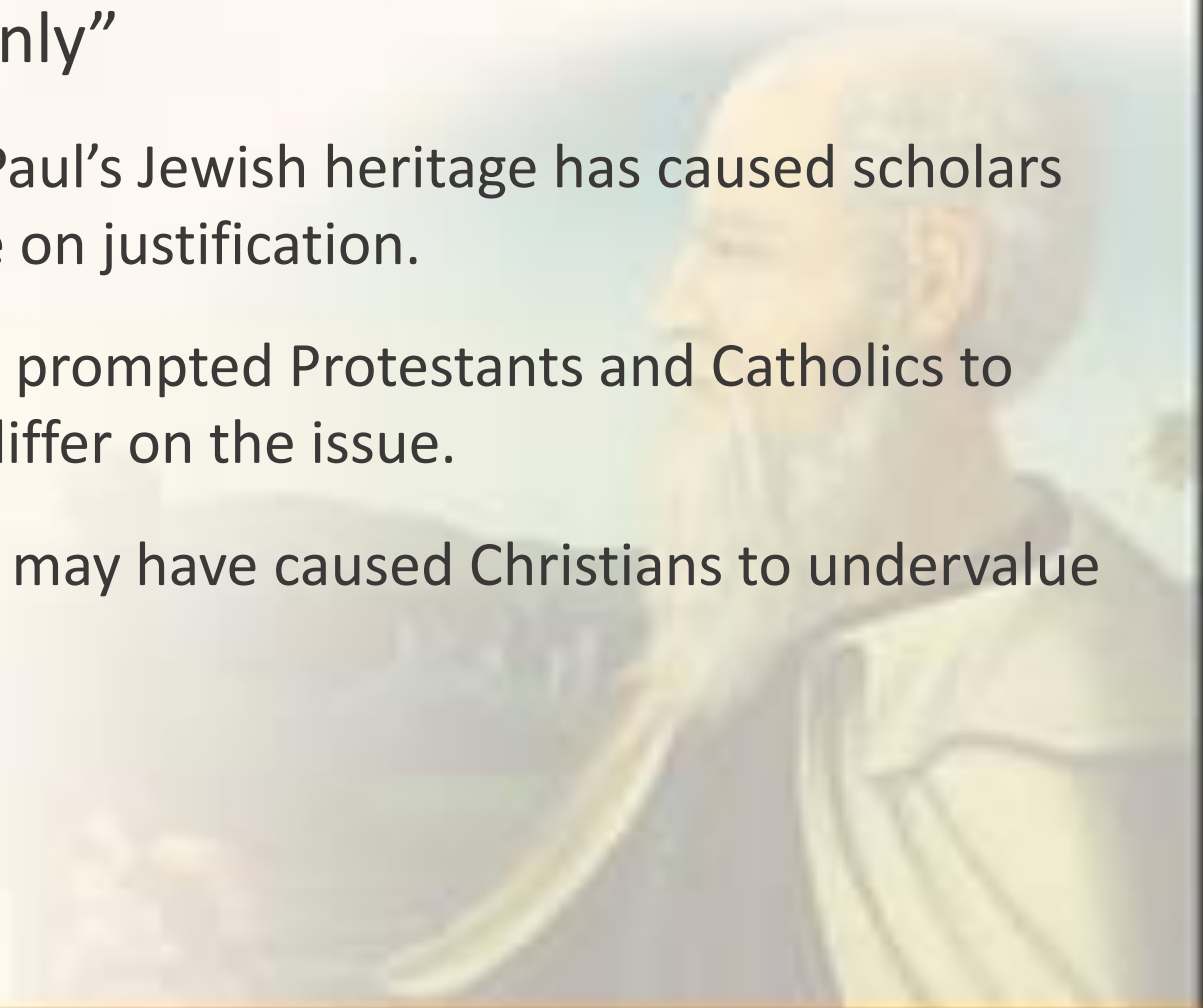 nly”
Paul’s Jewish heritage has caused scholars
e on justification.
prompted Protestants and Catholics to
differ on the issue.
may have caused Christians to undervalue